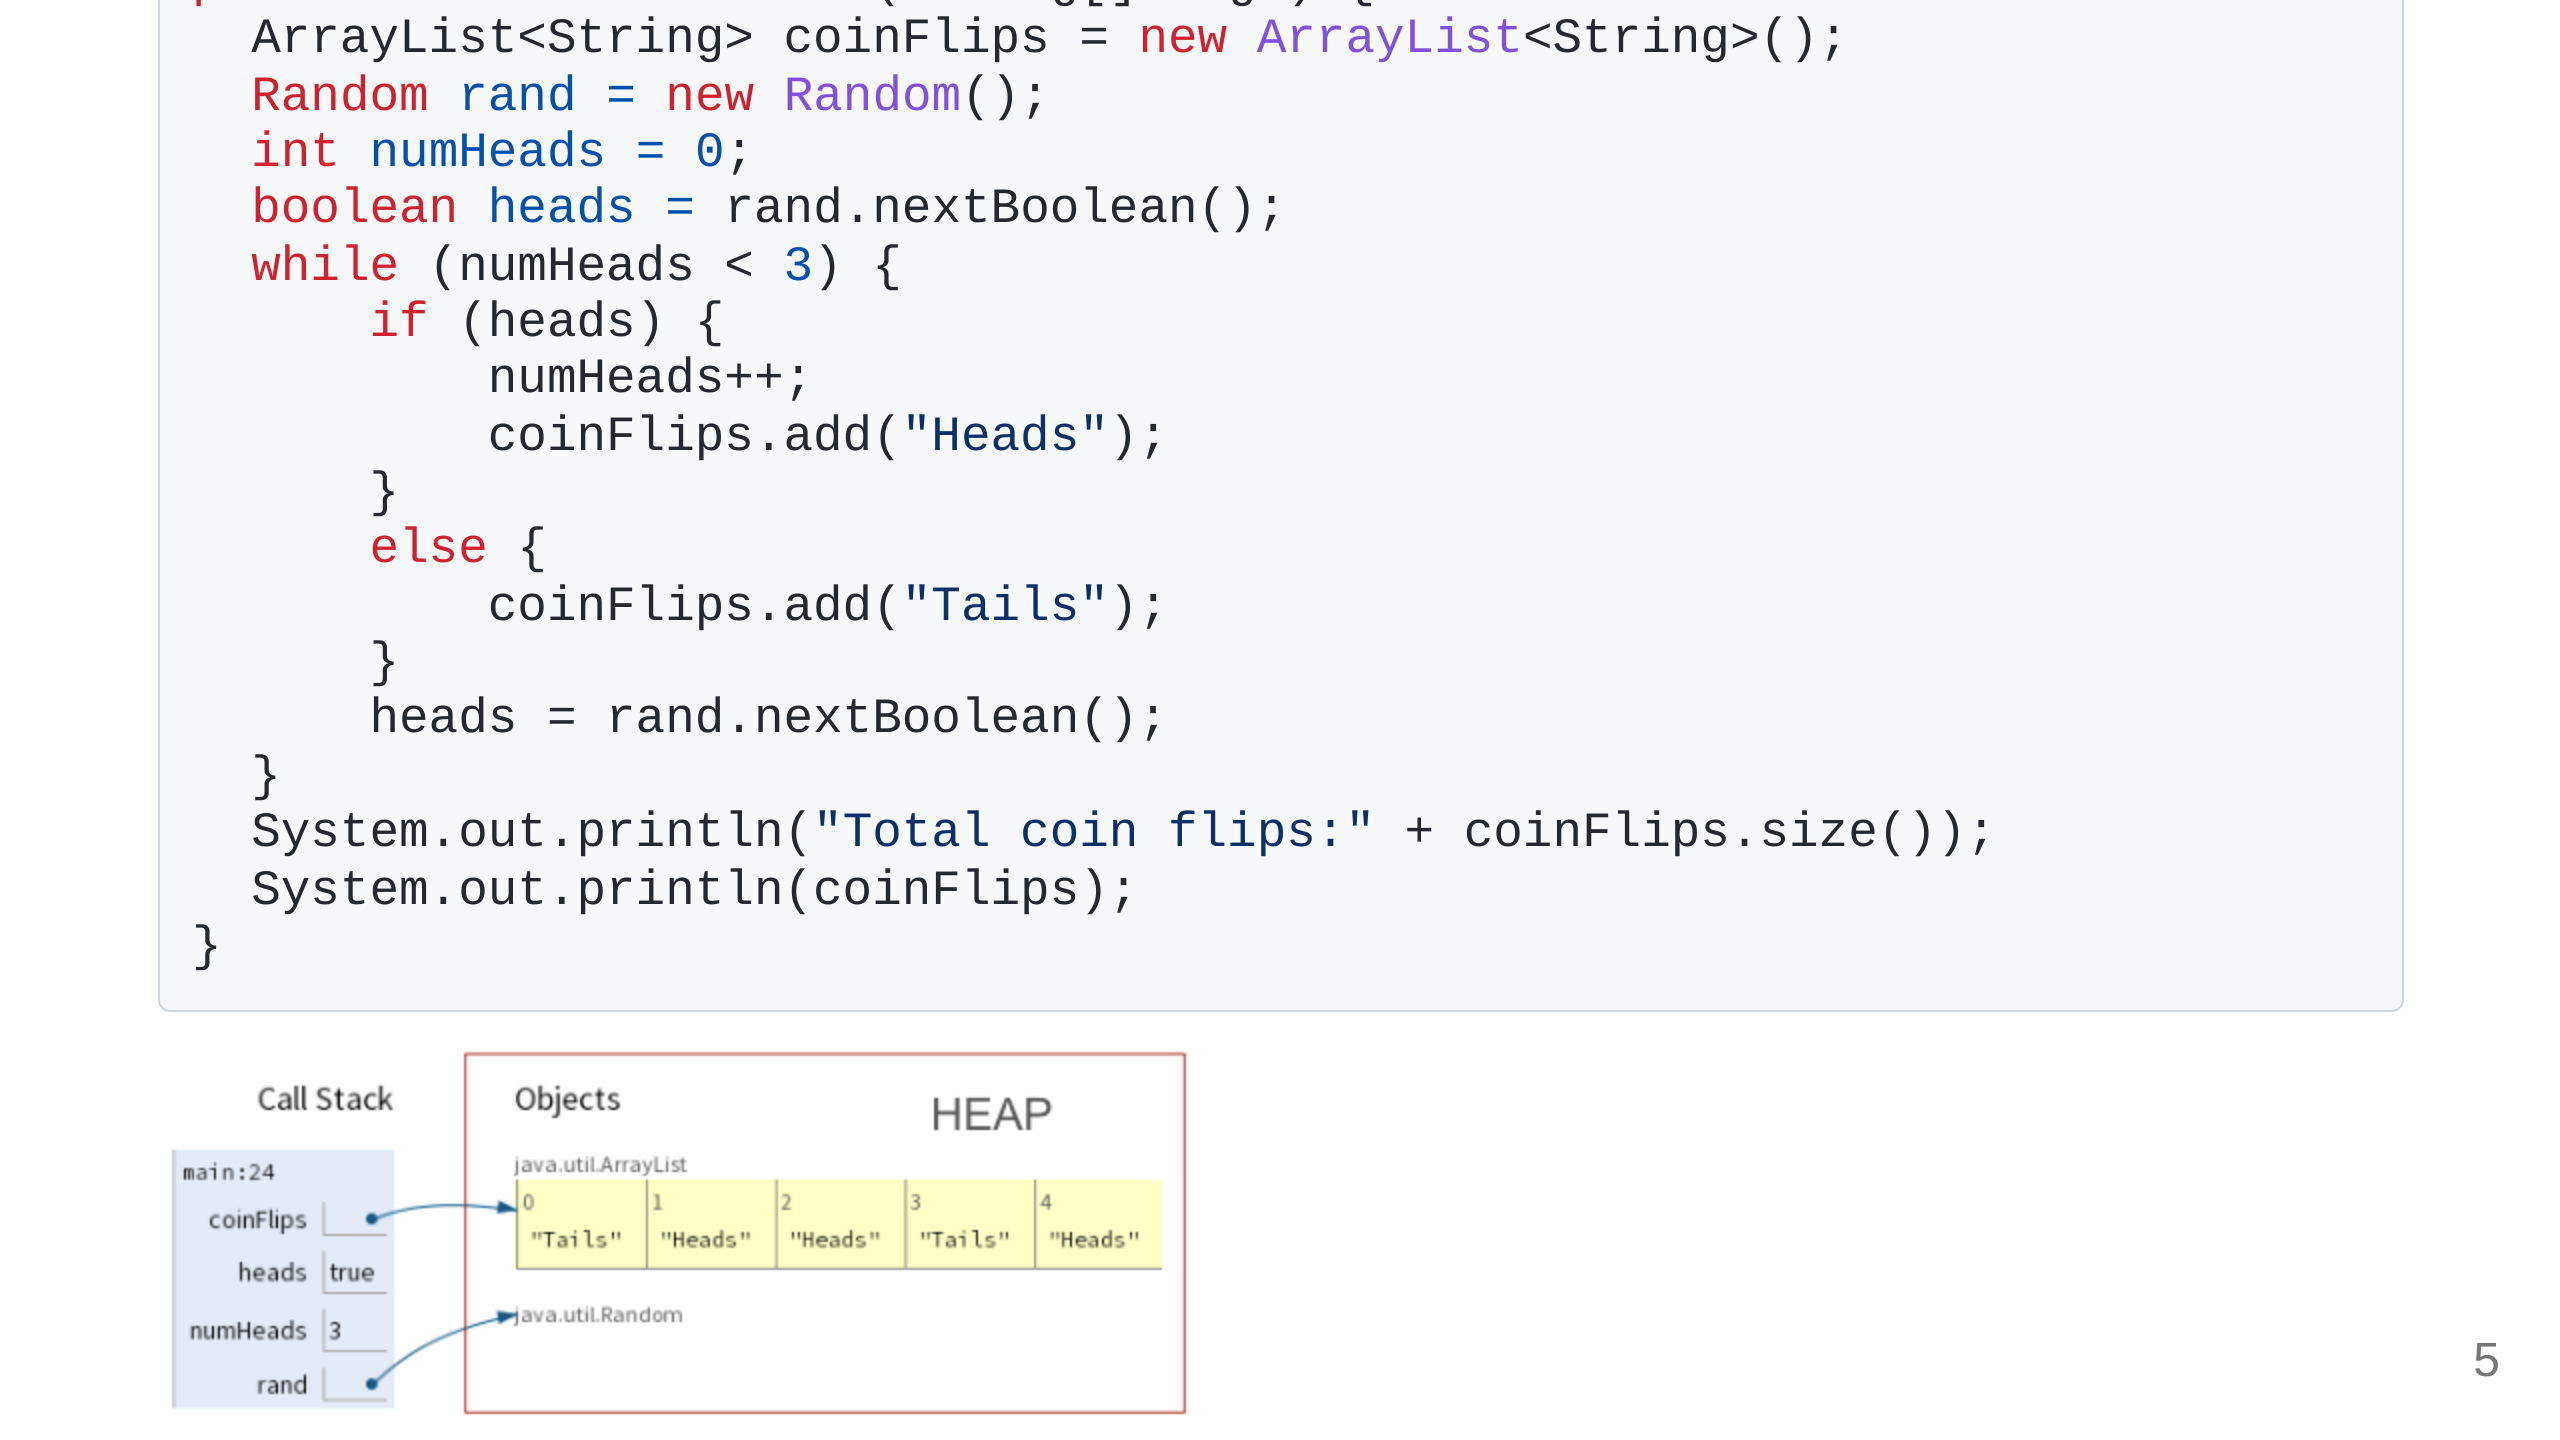 ArrayList<String> coinFlips = new ArrayList<String>();
Random rand = new Random();
int numHeads = 0;
boolean heads = rand.nextBoolean();
while (numHeads < 3) {
if (heads) {
numHeads++;
coinFlips.add("Heads");
}
else {
coinFlips.add("Tails");
}
heads = rand.nextBoolean();
}
System.out.println("Total coin flips:" + coinFlips.size());
System.out.println(coinFlips);
}
Call Stack
Objects
HEAP
main:24
coinFlips
heads true
numHeads 3
rand
java.util.ArrayList
0 1 2 3 4
"Tails" "Heads" "Heads" "Tails" "Heads"
java.util.Random
5